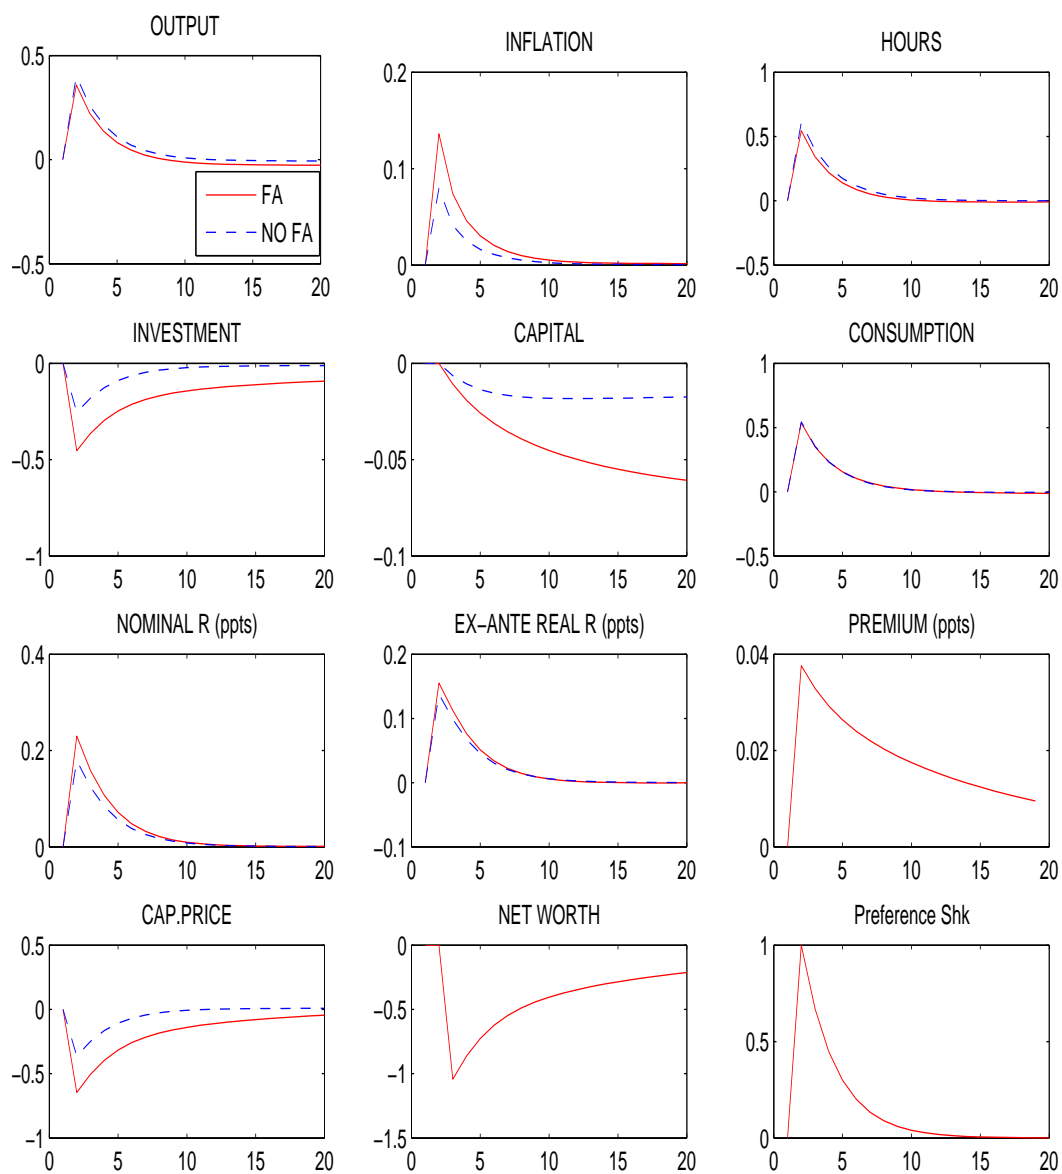 OUTPUT
INFLATION
HOURS
0.5
0
−0.5
0 5 10 15 20
FA
NO FA
0.2
0.1
0
0 5 10 15 20
1
0.5
0
−0.5
0 5 10 15 20
INVESTMENT
CAPITAL
CONSUMPTION
0
−0.5
−1
0 5 10 15 20
0
−0.05
−0.1
0 5 10 15 20
1
0.5
0
−0.5
0 5 10 15 20
NOMINAL R (ppts)
EX−ANTE REAL R (ppts)
PREMIUM (ppts)
0.4
0.2
0
0 5 10 15 20
0.2
0.1
0
−0.1
0 5 10 15 20
0.04
0.02
0
0 5 10 15 20
CAP.PRICE
NET WORTH
Preference Shk
0.5
0
−0.5
−1
0 5 10 15 20
0
−0.5
−1
−1.5
0 5 10 15 20
1
0.5
0
0 5 10 15 20